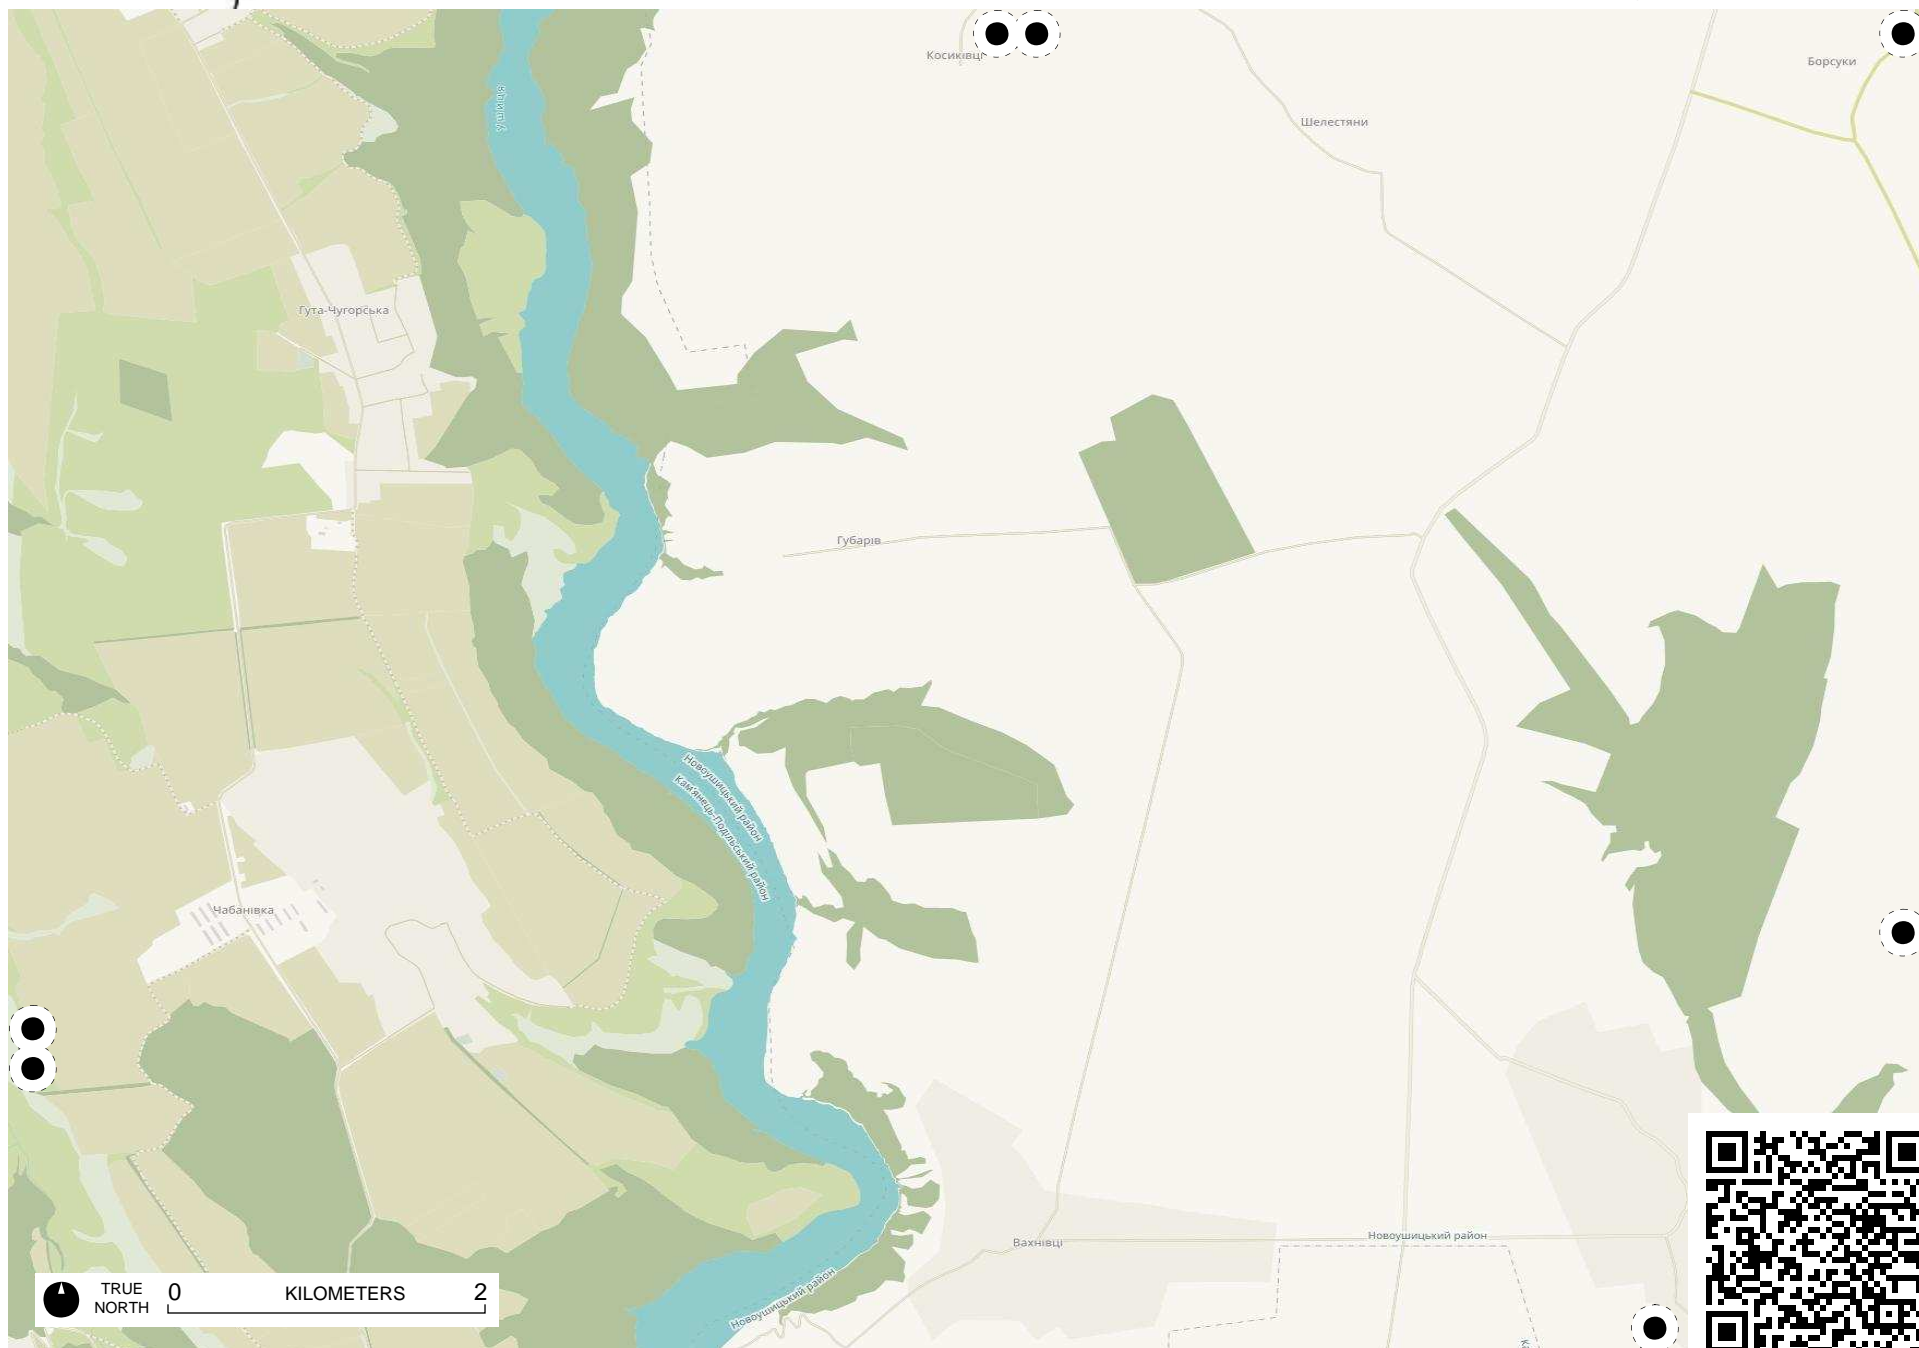 Косиківці
Борсуки
Ушиця
Шелестяни
Гута-Чугорська
Губарів
Новоушицький район
Кам'янець-Подільський район
Чабанівка
Новоушицький район
Вахнівці
Новоушицький район
TRUE NORTH
0 KILOMETERS 2